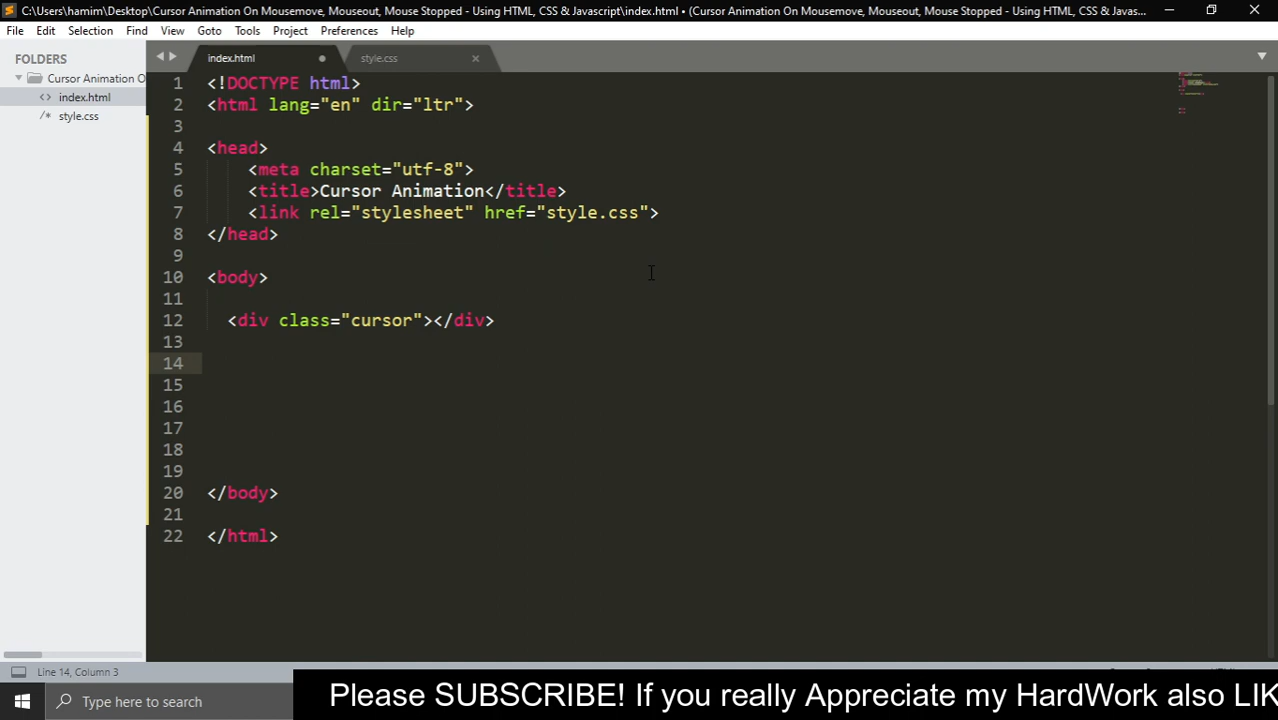 C:\Users\hamim\Desktop\Cursor Animation On Mousemove, Mouseout, Mouse Stopped - Using HTML, CSS & Javascript\index.html • (Cursor Animation On Mousemove, Mouseout, Mouse Stopped - Using HTML, CSS & Javas...
File Edit Selection Find View Goto Tools Project Preferences Help
FOLDERS
Cursor Animation O
<> index.html
/* style.css
index.html
style.css
1 <!DOCTYPE html>
2 <html lang="en" dir="ltr">
3
4 <head>
5 <meta charset="utf-8">
6 <title>Cursor Animation</title>
7 <link rel="stylesheet" href="style.css">
8 </head>
9
10 <body>
11
12 <div class="cursor"></div>
13
14
15
16
17
18
19
20 </body>
21
22 </html>
Line 14, Column 3
Type here to search
Please SUBSCRIBE! If you really Appreciate my HardWork also LIK